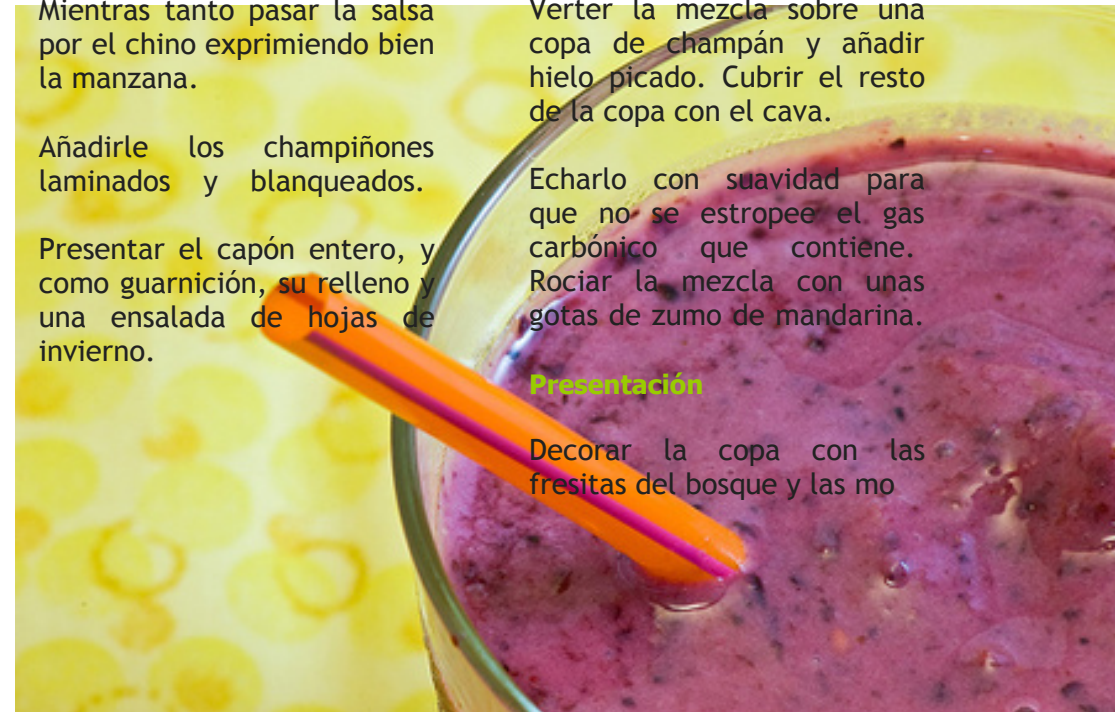 Mientras tanto pasar la salsa
por el chino exprimiendo bien
la manzana.
Añadirle los champiñones
laminados y blanqueados.
Presentar el capón entero, y
como guarnición, su relleno y
una ensalada de hojas de
invierno.
Verter la mezcla sobre una
copa de champán y añadir
hielo picado. Cubrir el resto
de la copa con el cava.
Echarlo con suavidad para
que no se estropee el gas
carbónico que contiene.
Rociar la mezcla con unas
gotas de zumo de mandarina.
Presentación
Decorar la copa con las
fresitas del bosque y las mo